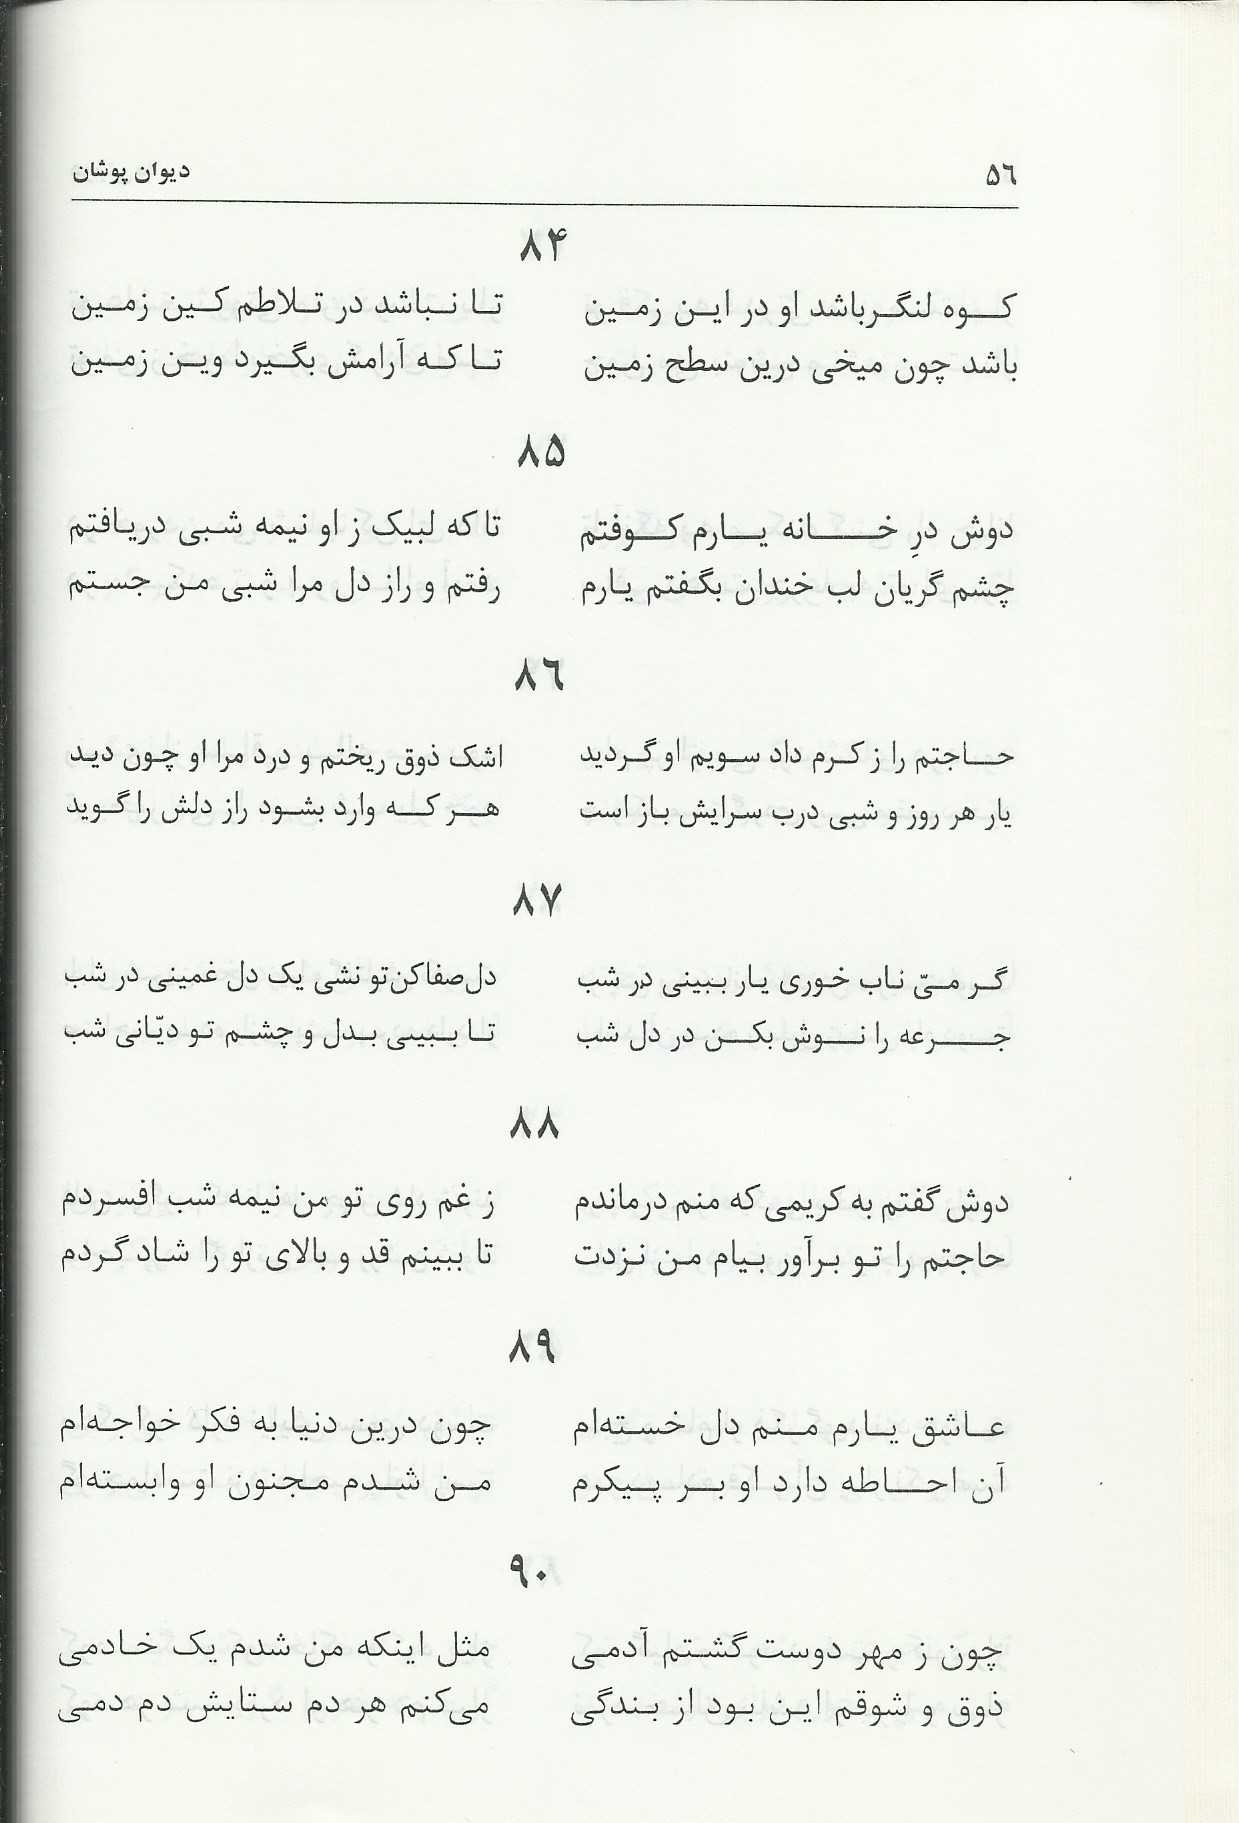 ۵۶ دیوان پوشان
۸۴
کوه لنگر باشد او در این زمین تا نباشد در تلاطم کین زمین
باشد چون میخی درین سطح زمین تا که آرامش بگیرد وین زمین
۸۵
دوش درِ خانه یارم کوفتم تا که لبیک ز او نیمه شبی دریافتم
چشم گریان لب خندان بگفتم یارم رفتم و راز دل مرا شبی من جستم
۸۶
حاجتم را ز کرم داد سویم او گردید اشک ذوق ریختم و درد مرا او چون دید
یار هر روز و شبی درب سرایش باز است هر که وارد بشود راز دلش را گوید
۸۷
گر میّ ناب خوری یار ببینی در شب دل صفا کن تو نشی یک دل غمینی در شب
جرعه را نوش بکن در دل شب تا ببیی بدل و چشم تو دیّانی شب
۸۸
دوش گفتم به کریمی که منم درماندم ز غم روی تو من نیمه شب افسردم
حاجتم را تو برآور بیام من نزدت تا ببینم قد و بالای تو را شاد گردم
۸۹
عاشق یارم منم دل خسته‌ام چون درین دنیا به فکر خواجه‌ام
آن احاطه دارد او بر پیکرم من شدم مجنون او وابسته‌ام
۹۰
چون ز مهر دوست گشتم آدمی مثل اینکه من شدم یک خادمی
ذوق و شوقم این بود از بندگی می‌کنم هر دم ستایش دم دمی